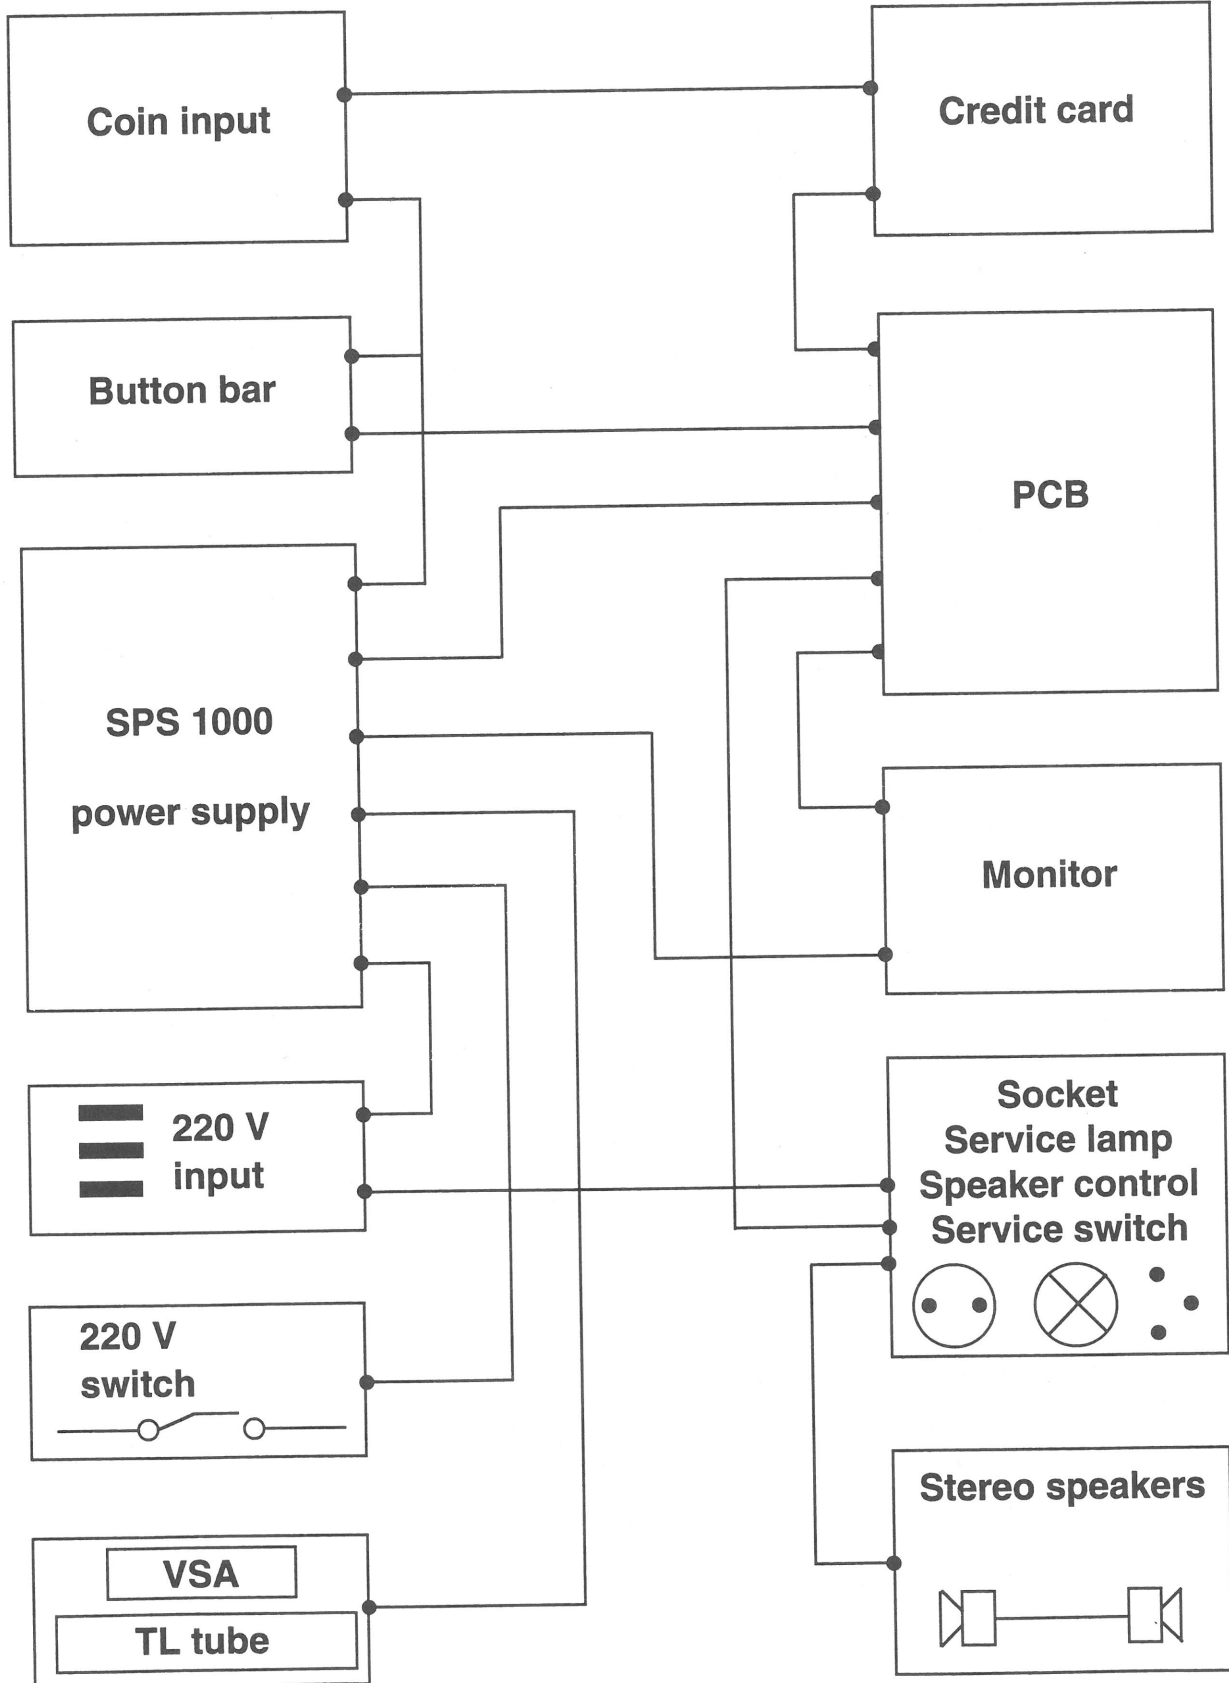 Coin input
Credit card
Button bar
PCB
SPS 1000
power supply
Monitor
220 V
input
Socket
Service lamp
Speaker control
Service switch
220 V
switch
Stereo speakers
VSA
TL tube